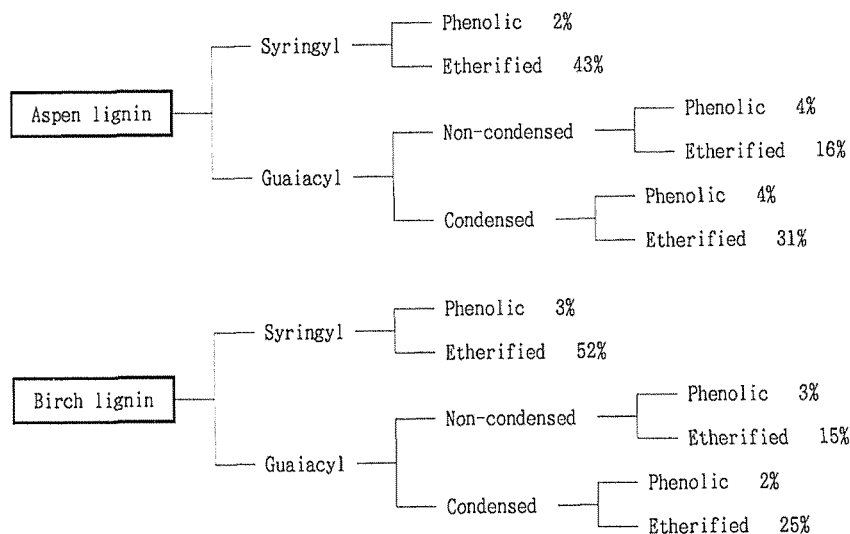 Phenolic 2%
Syringyl
Etherified 43%
Aspen lignin
Phenolic 4%
Non-condensed
Etherified 16%
Guaiacyl
Phenolic 4%
Condensed
Etherified 31%
Phenolic 3%
Syringyl
Etherified 52%
Birch lignin
Phenolic 3%
Non-condensed
Etherified 15%
Guaiacyl
Phenolic 2%
Condensed
Etherified 25%